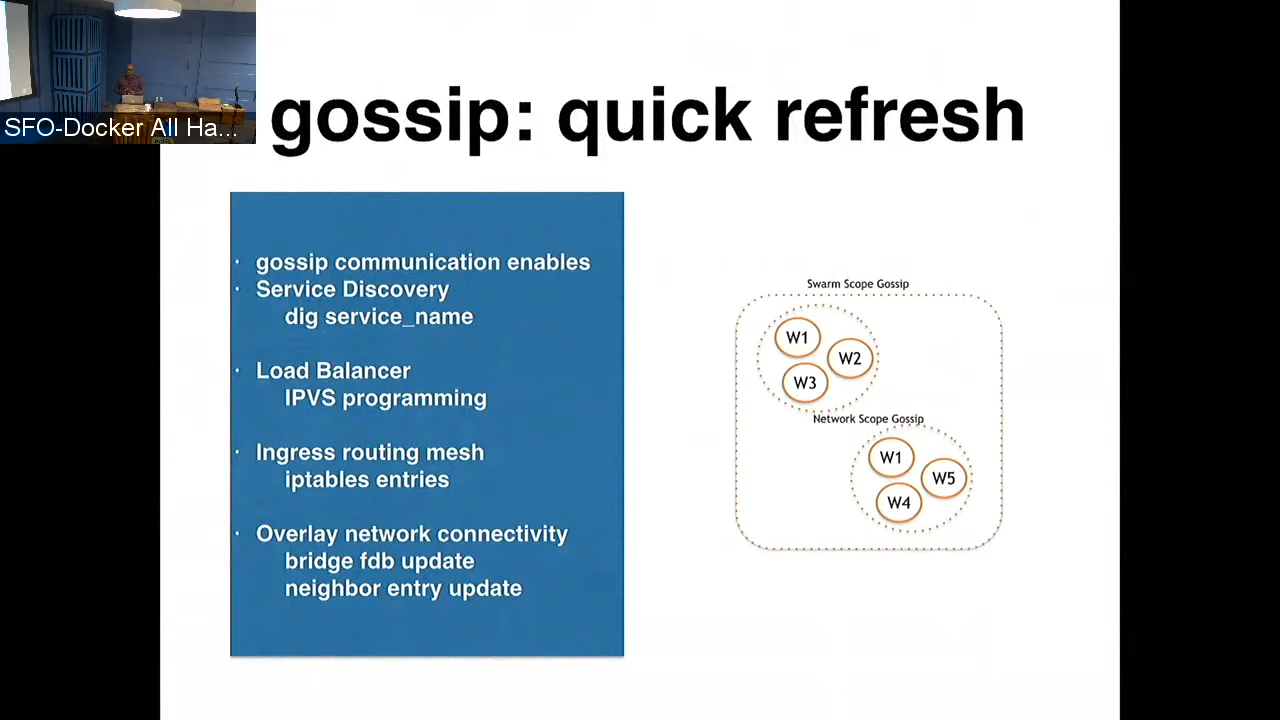 SFO-Docker All Ha...
gossip: quick refresh
· gossip communication enables
· Service Discovery
dig service_name
· Load Balancer
IPVS programming
· Ingress routing mesh
iptables entries
· Overlay network connectivity
bridge fdb update
neighbor entry update
Swarm Scope Gossip
W1
W2
W3
Network Scope Gossip
W1
W5
W4